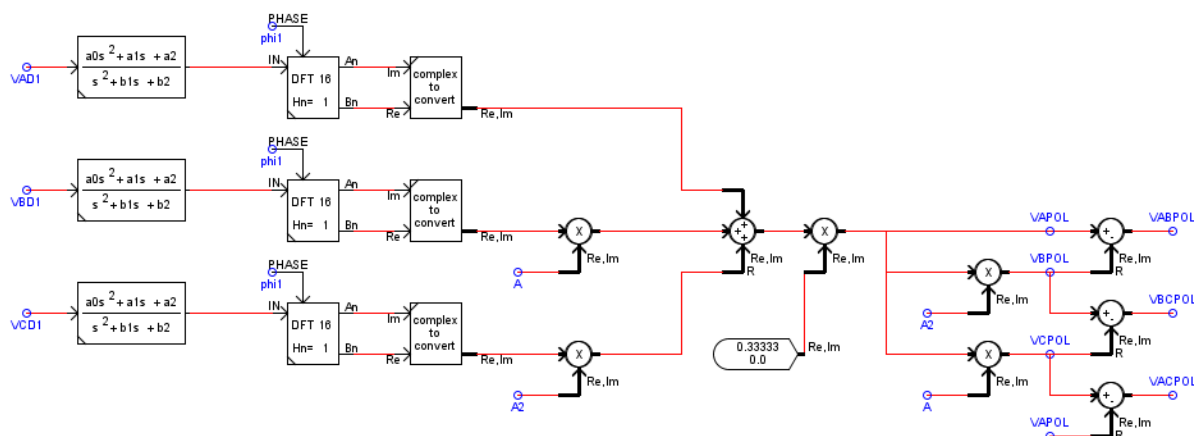 PHASE
phi1
VAD1
a0s 2 + a1s + a2
s 2 + b1s + b2
IN
DFT 16
Hn= 1
An
Bn
Im
Re
complex
to
convert
Re,Im
PHASE
phi1
VBD1
a0s 2 + a1s + a2
s 2 + b1s + b2
IN
DFT 16
Hn= 1
An
Bn
Im
Re
complex
to
convert
Re,Im
X
Re,Im
A
+
+
+
Re,Im
R
X
Re,Im
0.33333
0.0
Re,Im
VAPOL
+
-
VABPOL
Re,Im
R
VBPOL
X
Re,Im
A2
+
-
VBCPOL
Re,Im
R
PHASE
phi1
VCD1
a0s 2 + a1s + a2
s 2 + b1s + b2
IN
DFT 16
Hn= 1
An
Bn
Im
Re
complex
to
convert
Re,Im
X
Re,Im
A2
VCPOL
X
Re,Im
A
+
-
VACPOL
Re,Im
R
VAPOL